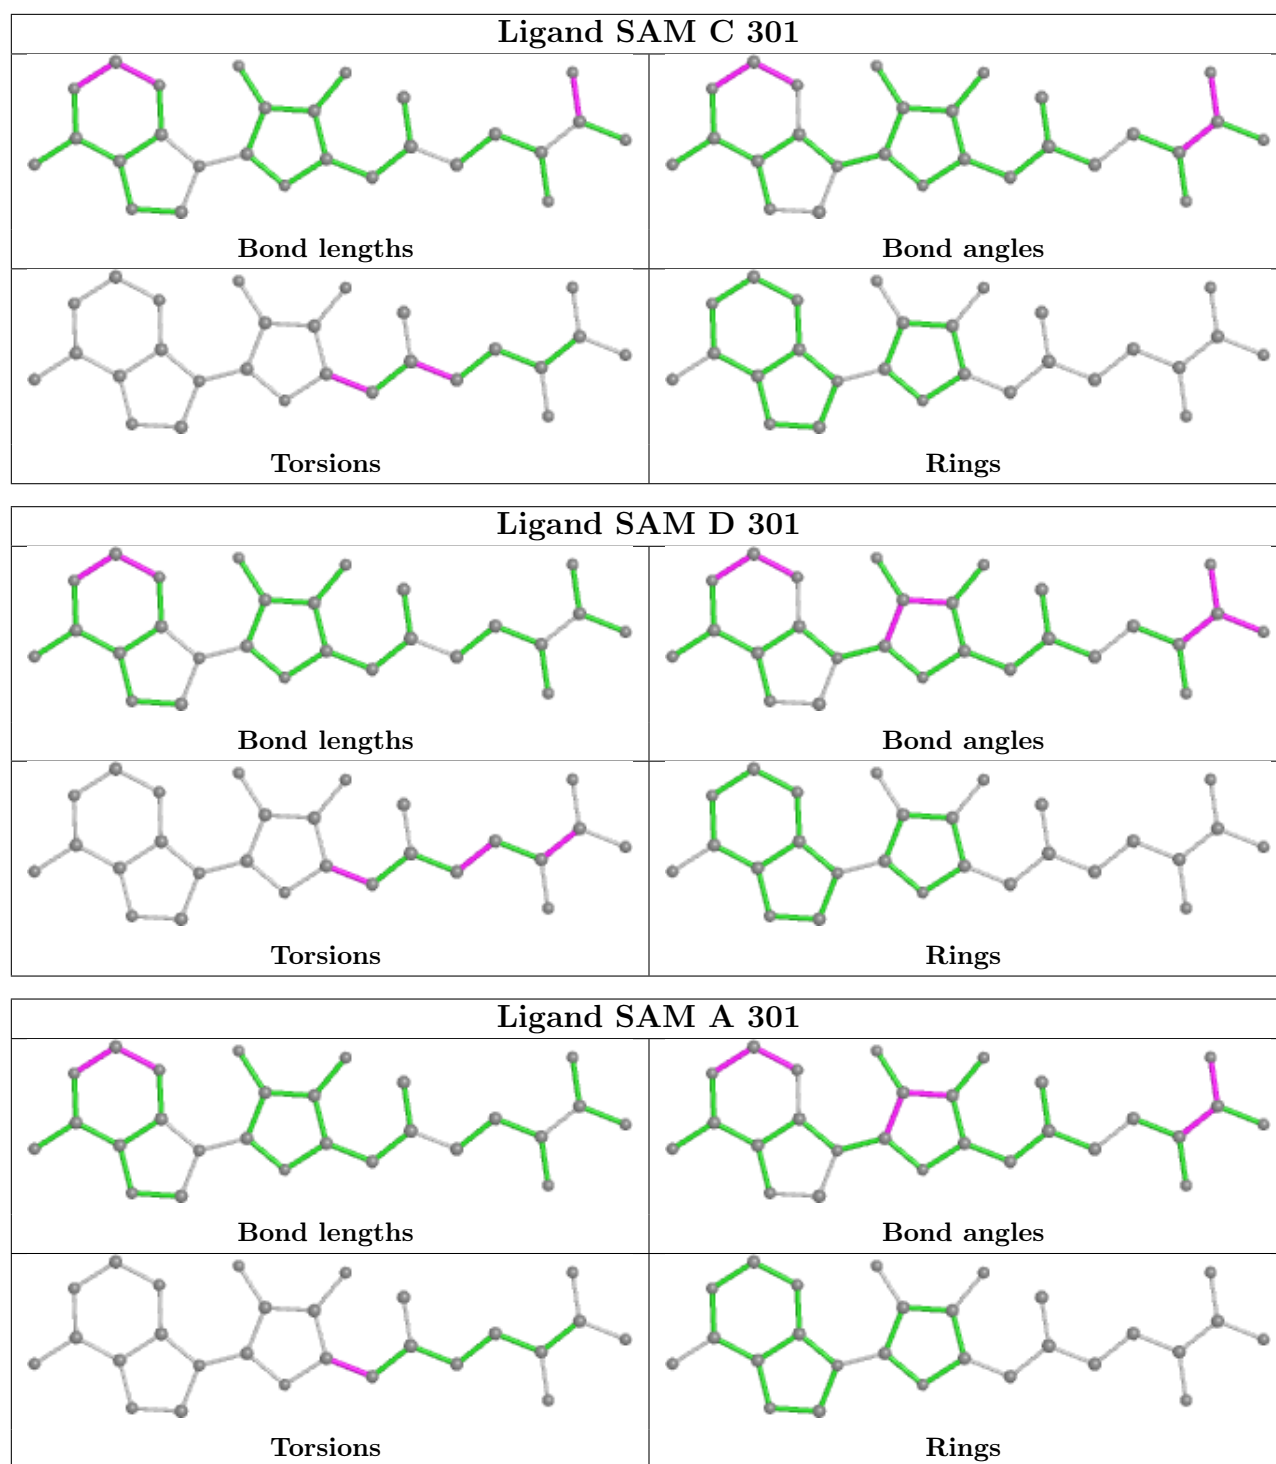 Ligand SAM C 301
Bond lengths
Bond angles
Torsions
Rings
Ligand SAM D 301
Bond lengths
Bond angles
Torsions
Rings
Ligand SAM A 301
Bond lengths
Bond angles
Torsions
Rings